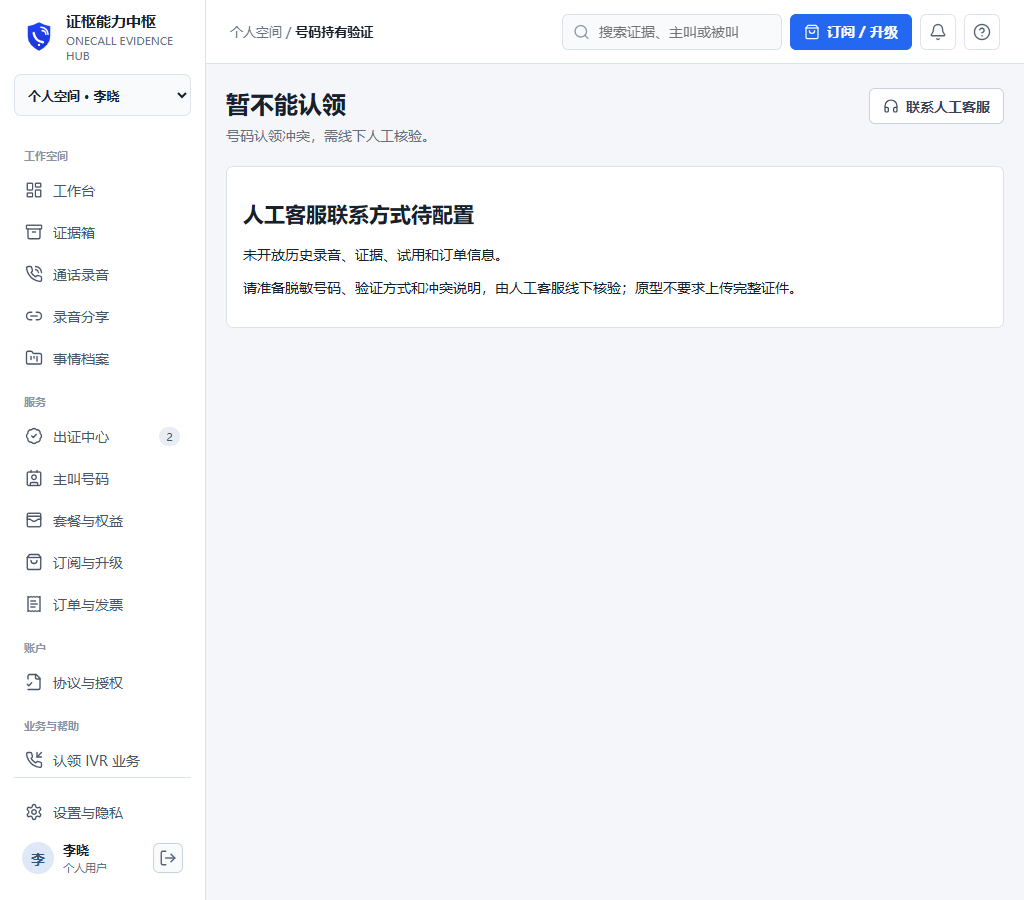 证枢能力中枢
ONECALL EVIDENCE
HUB
个人空间 • 李晓
工作空间
工作台
证据箱
通话录音
录音分享
事情档案
服务
出证中心
2
主叫号码
套餐与权益
订阅与升级
订单与发票
账户
协议与授权
业务与帮助
认领 IVR 业务
设置与隐私
李
李晓
个人用户
个人空间 / 号码持有验证
搜索证据、主叫或被叫
订阅 / 升级
暂不能认领
号码认领冲突，需线下人工核验。
联系人工客服
人工客服联系方式待配置
未开放历史录音、证据、试用和订单信息。
请准备脱敏号码、验证方式和冲突说明，由人工客服线下核验；原型不要求上传完整证件。